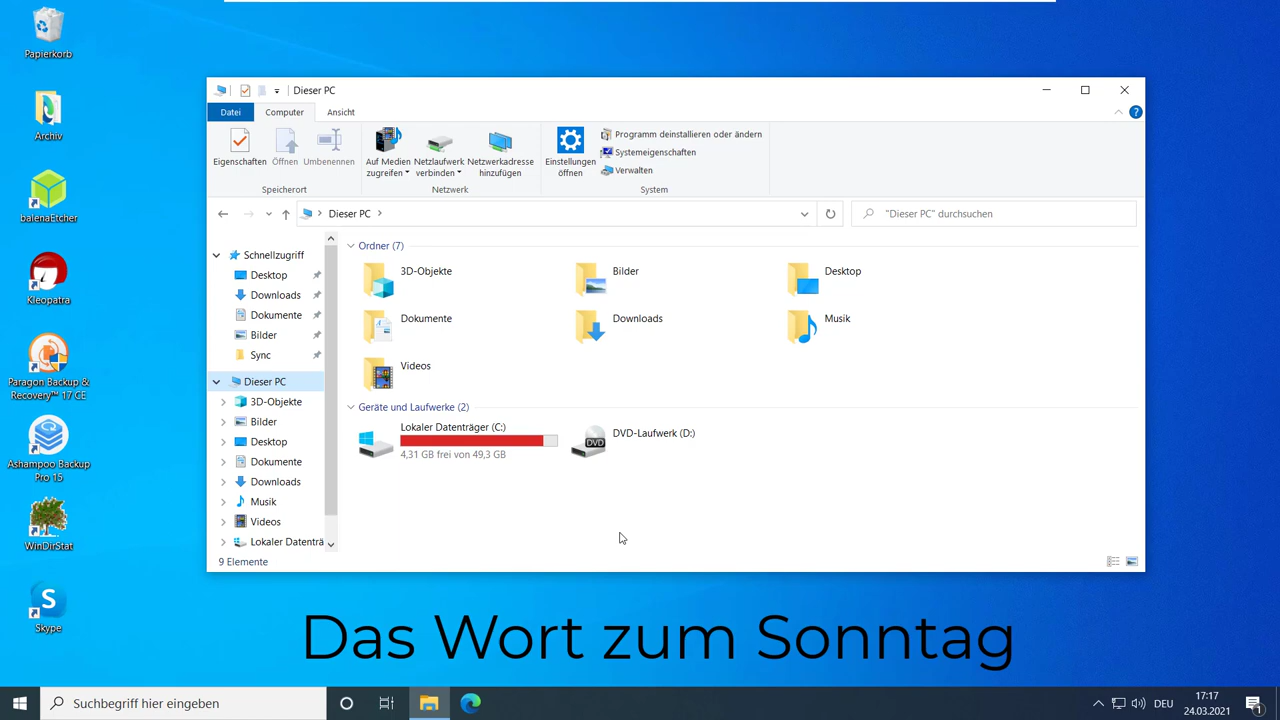 Papierkorb
Archiv
balenaEtcher
Kleopatra
Paragon Backup &
Recovery™ 17 CE
Ashampoo Backup
Pro 15
WinDirStat
Skype
Dieser PC
Datei
Computer
Ansicht
Eigenschaften
Öffnen
Umbenennen
Speicherort
Auf Medien
zugreifen
Netzlaufwerk
verbinden
Netzwerkadresse
hinzufügen
Netzwerk
Einstellungen
öffnen
Programm deinstallieren oder ändern
Systemeigenschaften
Verwalten
System
Dieser PC
"Dieser PC" durchsuchen
Schnellzugriff
Desktop
Downloads
Dokumente
Bilder
Sync
Dieser PC
3D-Objekte
Bilder
Desktop
Dokumente
Downloads
Musik
Videos
Lokaler Datenträ
Ordner (7)
3D-Objekte
Bilder
Desktop
Dokumente
Downloads
Musik
Videos
Geräte und Laufwerke (2)
Lokaler Datenträger (C:)
4,31 GB frei von 49,3 GB
DVD
DVD-Laufwerk (D:)
9 Elemente
Das Wort zum Sonntag
Suchbegriff hier eingeben
DEU
17:17
24.03.2021
1